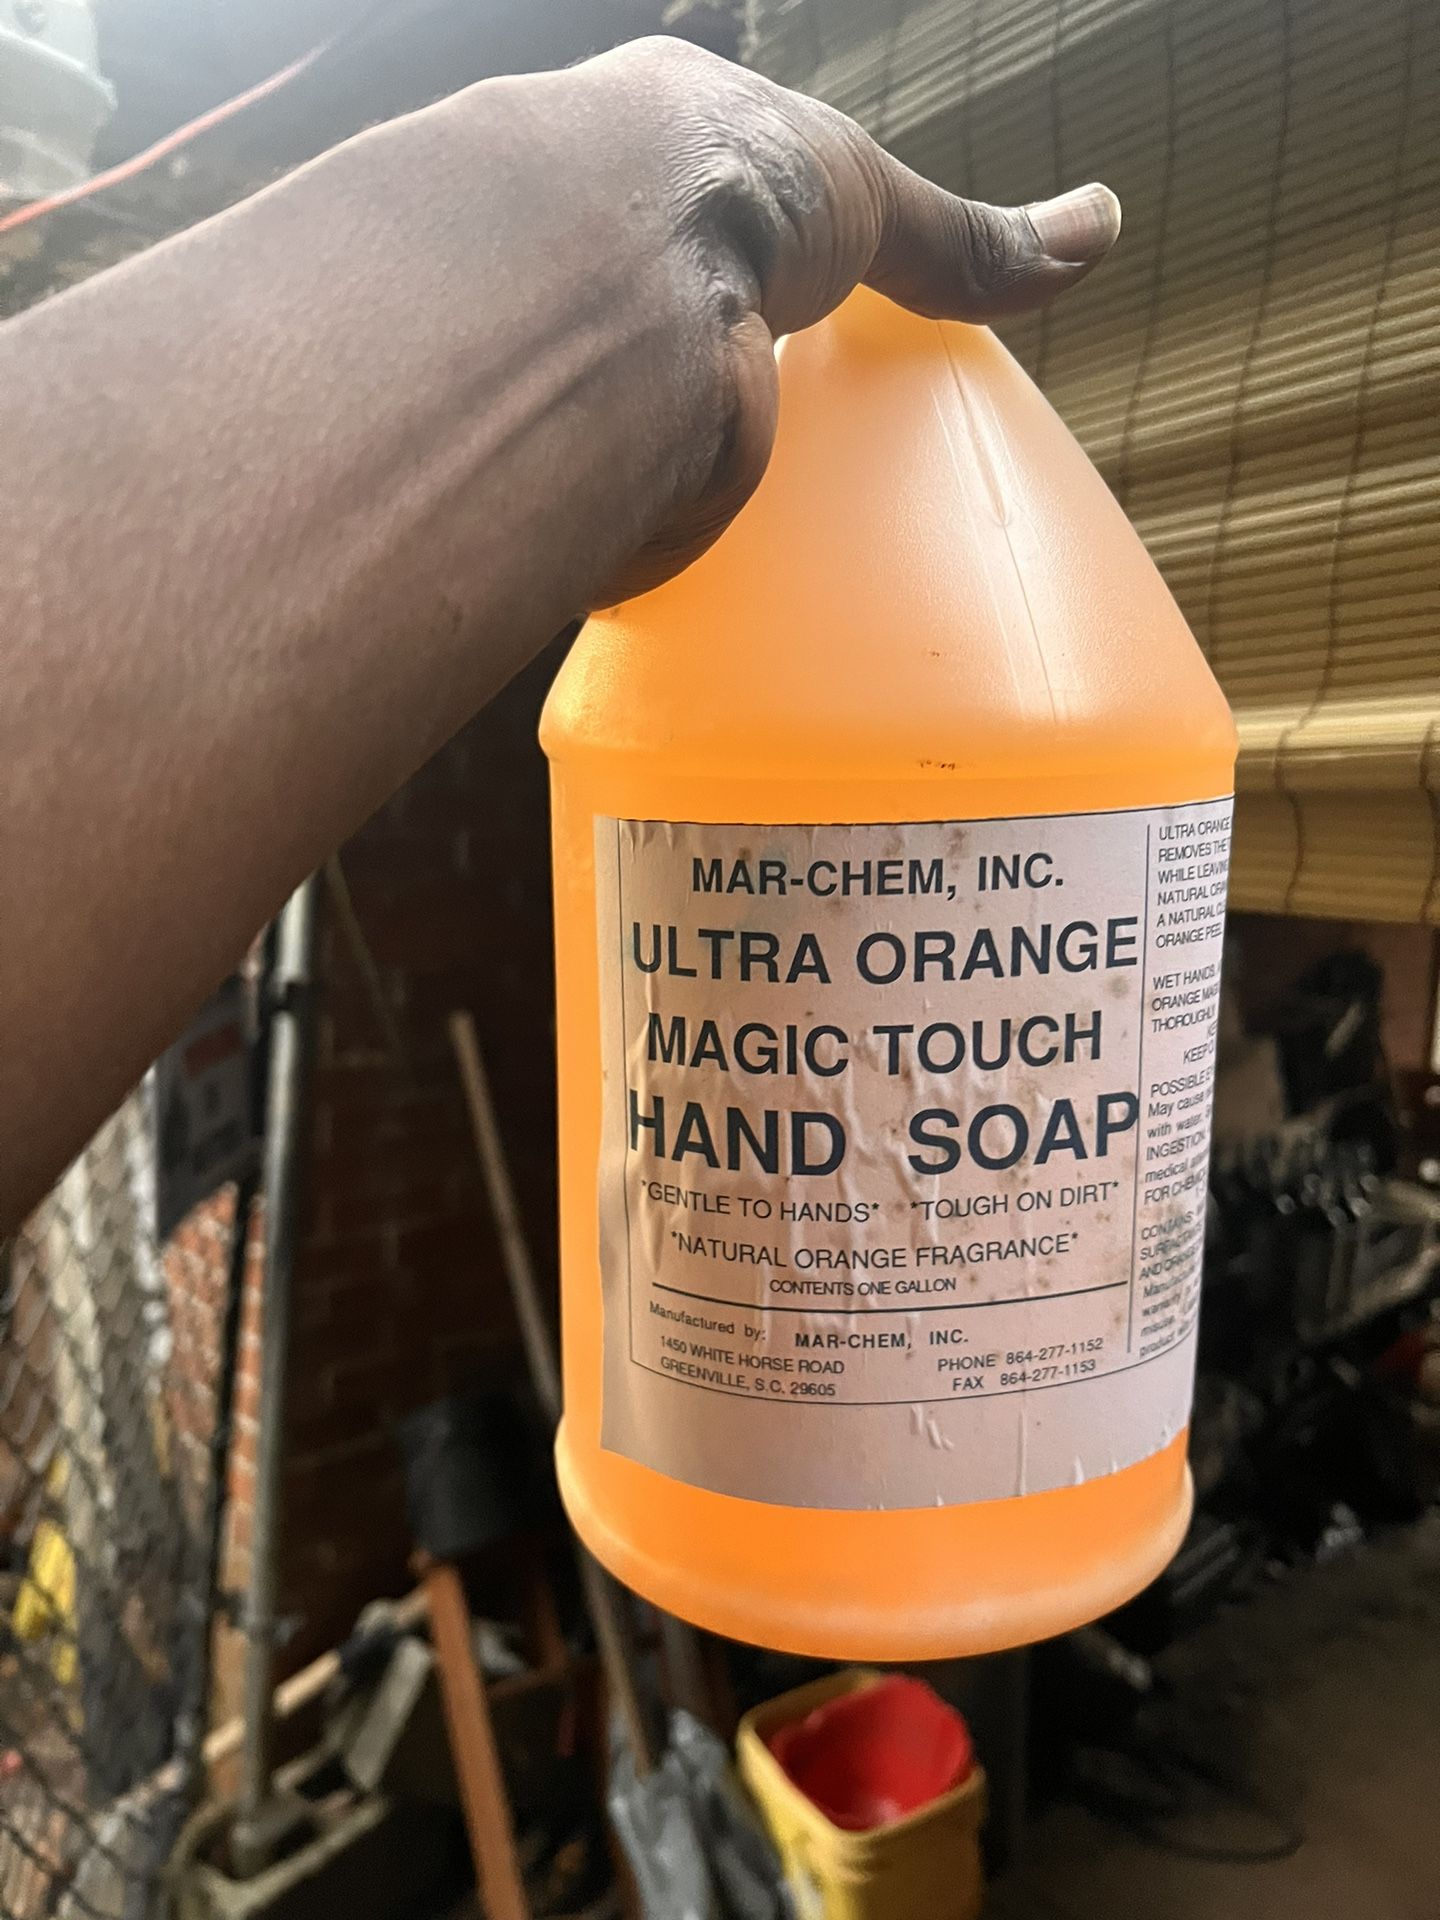 MAR-CHEM, INC.
ULTRA ORANGE
MAGIC TOUCH
HAND SOAP
*GENTLE TO HANDS* *TOUGH ON DIRT*
*NATURAL ORANGE FRAGRANCE*
CONTENTS ONE GALLON
Manufactured by: MAR-CHEM, INC.
1450 WHITE HORSE ROAD
GREENVILLE, S.C. 29605
PHONE 864-277-1152
FAX 864-277-1153
ULTRA ORANGE
REMOVES THE
WHILE
NATURAL
A NATURAL
ORANGE PEEL
WET HANDS,
ORANGE
THOROUGHLY
POSSIBLE
May cause
with water.
INGESTION
medical
FOR
CONTAINS
AND
misuse.
product